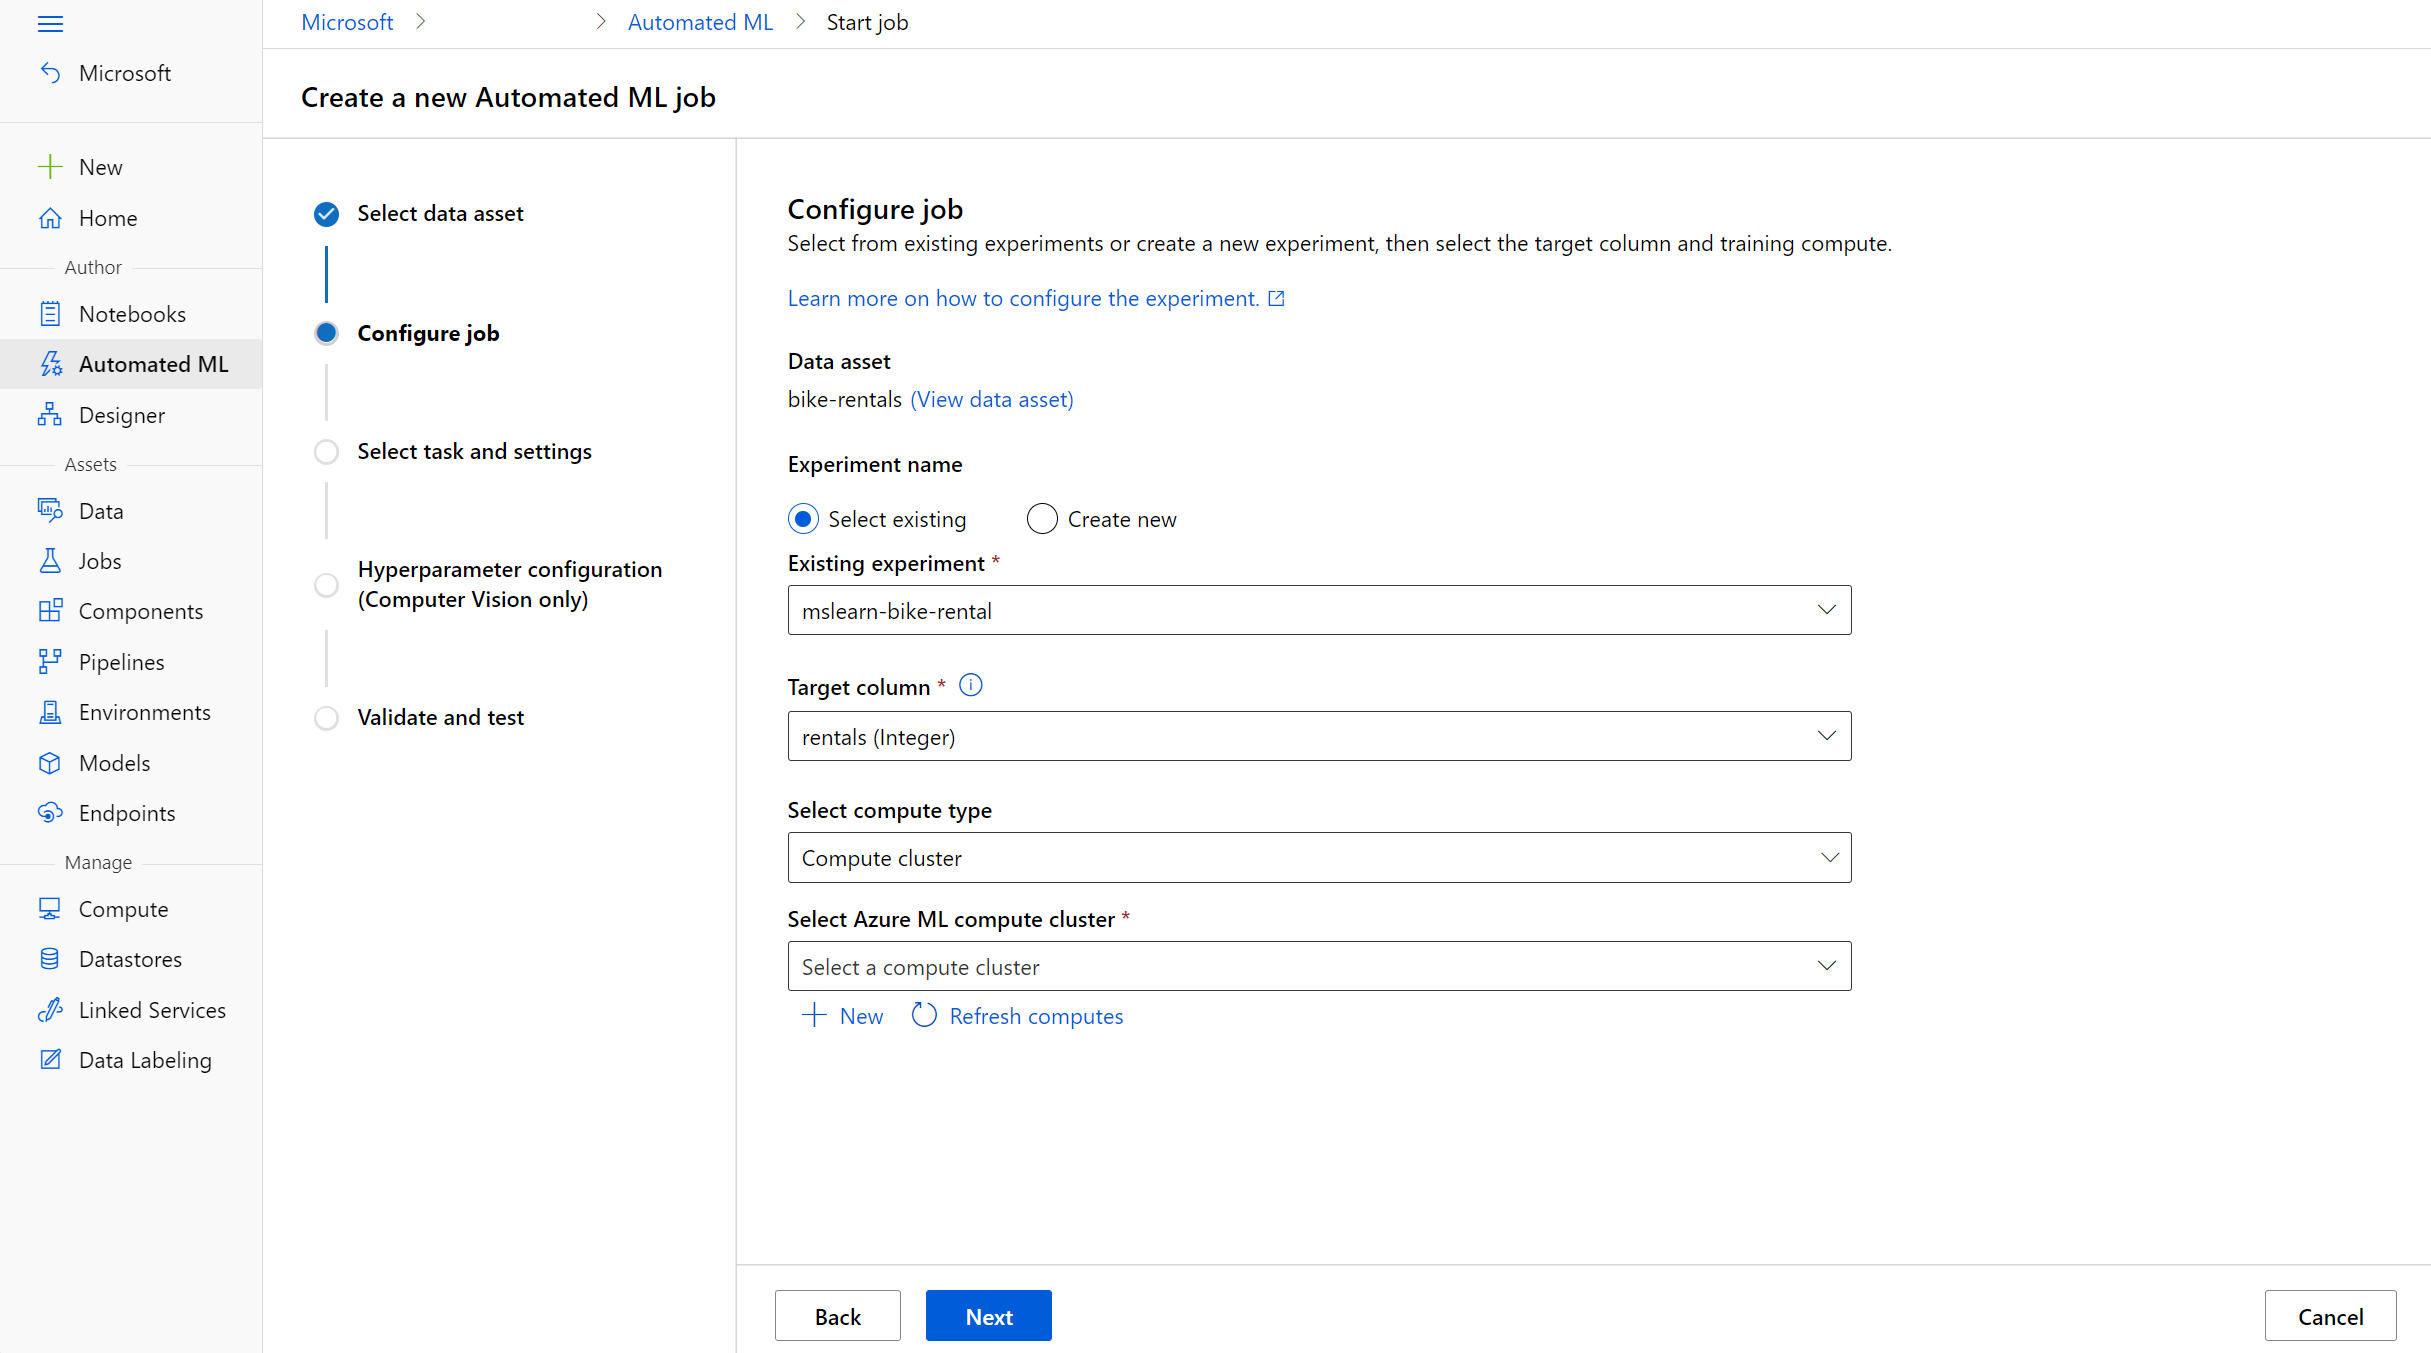 Microsoft
Automated ML
Start job
Microsoft
Create a new Automated ML job
New
Home
Author
Notebooks
Automated ML
Designer
Assets
Data
Jobs
Components
Pipelines
Environments
Models
Endpoints
Manage
Compute
Datastores
Linked Services
Data Labeling
Select data asset
Configure job
Select task and settings
Hyperparameter configuration
(Computer Vision only)
Validate and test
Configure job
Select from existing experiments or create a new experiment, then select the target column and training compute.
Learn more on how to configure the experiment.
Data asset
bike-rentals (View data asset)
Experiment name
Select existing
Create new
Existing experiment *
mslearn-bike-rental
Target column *
rentals (Integer)
Select compute type
Compute cluster
Select Azure ML compute cluster *
Select a compute cluster
New
Refresh computes
Back
Next
Cancel